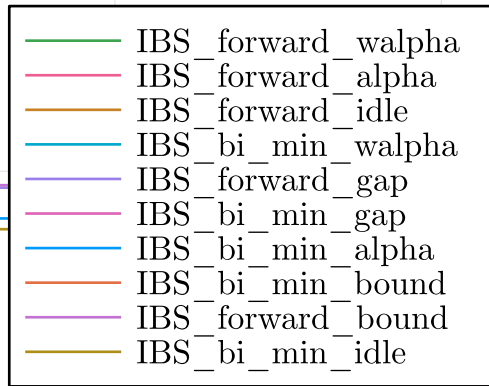 IBS_forward_walpha
IBS_forward_alpha
IBS_forward_idle
IBS_bi_min_walpha
IBS_forward_gap
IBS_bi_min_gap
IBS_bi_min_alpha
IBS_bi_min_bound
IBS_forward_bound
IBS_bi_min_idle